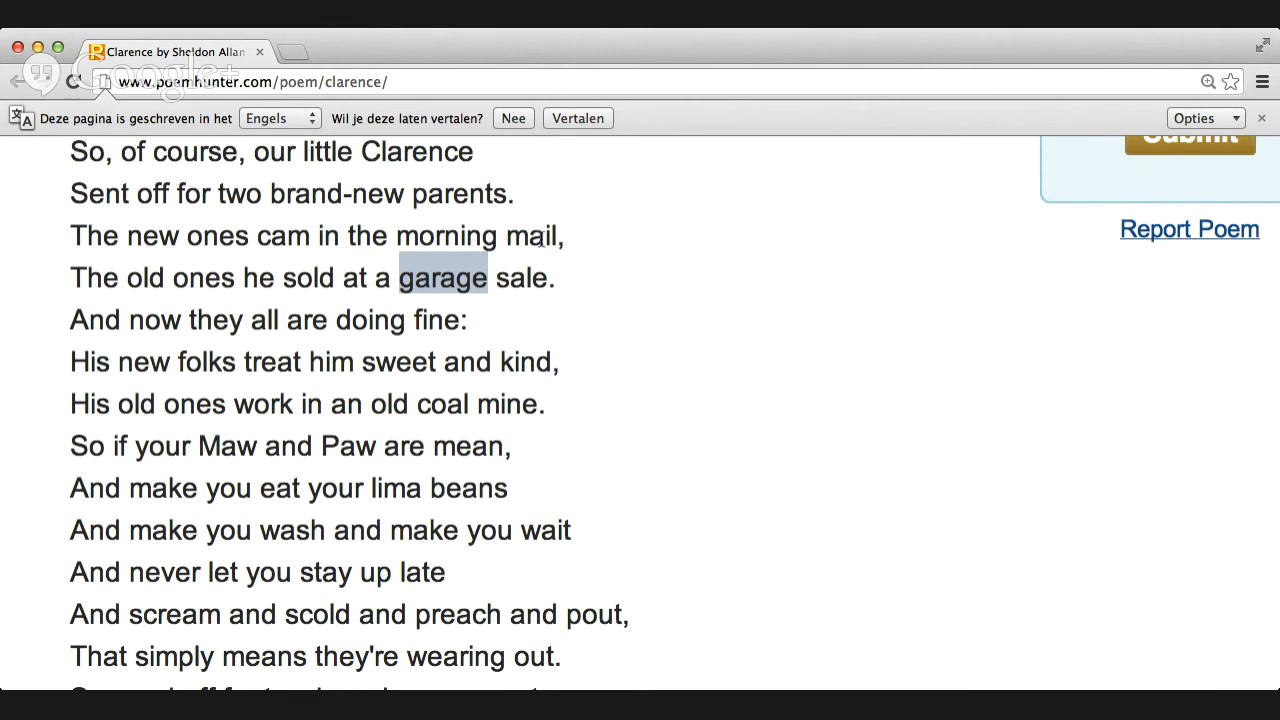 Clarence by Sheldon Allan
Google+
www.poemhunter.com/poem/clarence/
Deze pagina is geschreven in het Engels Wil je deze laten vertalen? Nee Vertalen Opties
Submit
So, of course, our little Clarence
Sent off for two brand-new parents.
Report Poem
The new ones cam in the morning mail,
The old ones he sold at a garage sale.
And now they all are doing fine:
His new folks treat him sweet and kind,
His old ones work in an old coal mine.
So if your Maw and Paw are mean,
And make you eat your lima beans
And make you wash and make you wait
And never let you stay up late
And scream and scold and preach and pout,
That simply means they're wearing out.